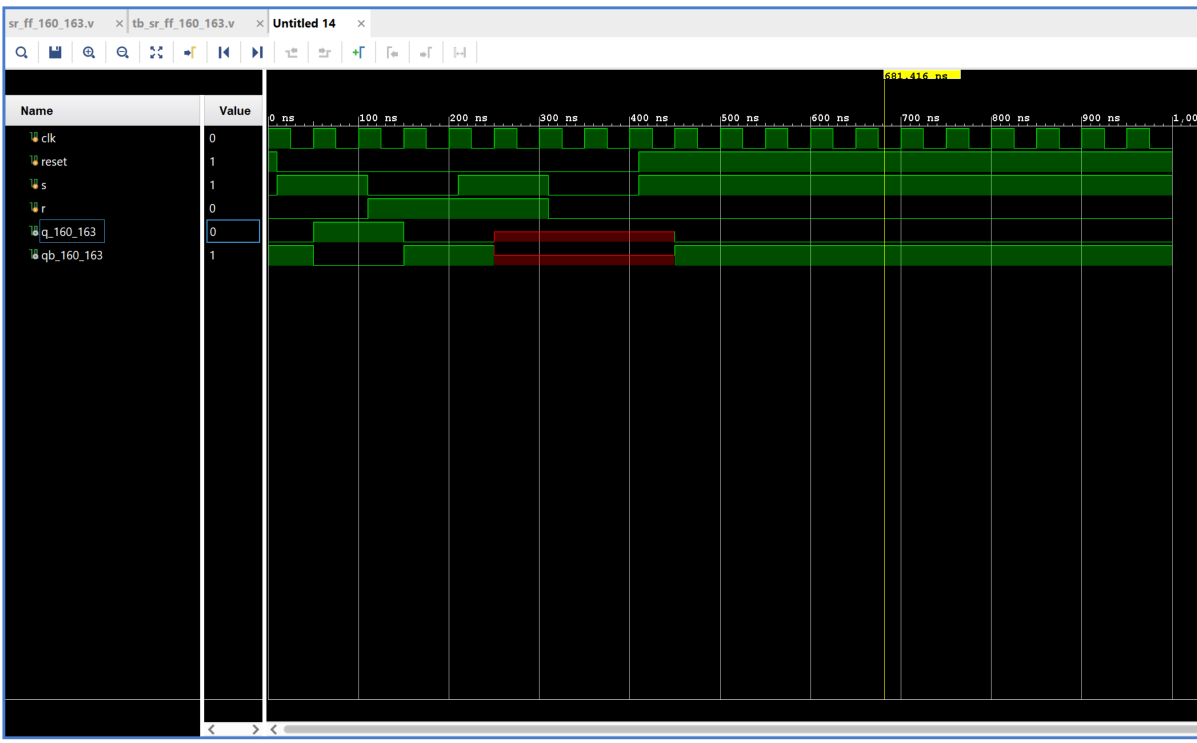 sr_ff_160_163.v × tb_sr_ff_160_163.v × Untitled 14 ×
681.416 ns
Name Value
0 ns 100 ns 200 ns 300 ns 400 ns 500 ns 600 ns 700 ns 800 ns 900 ns 1,00
clk 0
reset 1
s 1
r 0
q_160_163 0
qb_160_163 1